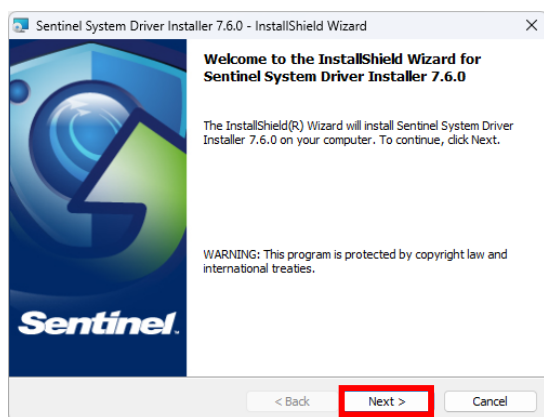 Sentinel System Driver Installer 7.6.0 - InstallShield Wizard
Welcome to the InstallShield Wizard for
Sentinel System Driver Installer 7.6.0
The InstallShield(R) Wizard will install Sentinel System Driver
Installer 7.6.0 on your computer. To continue, click Next.
WARNING: This program is protected by copyright law and
international treaties.
Sentinel.
< Back
Next >
Cancel